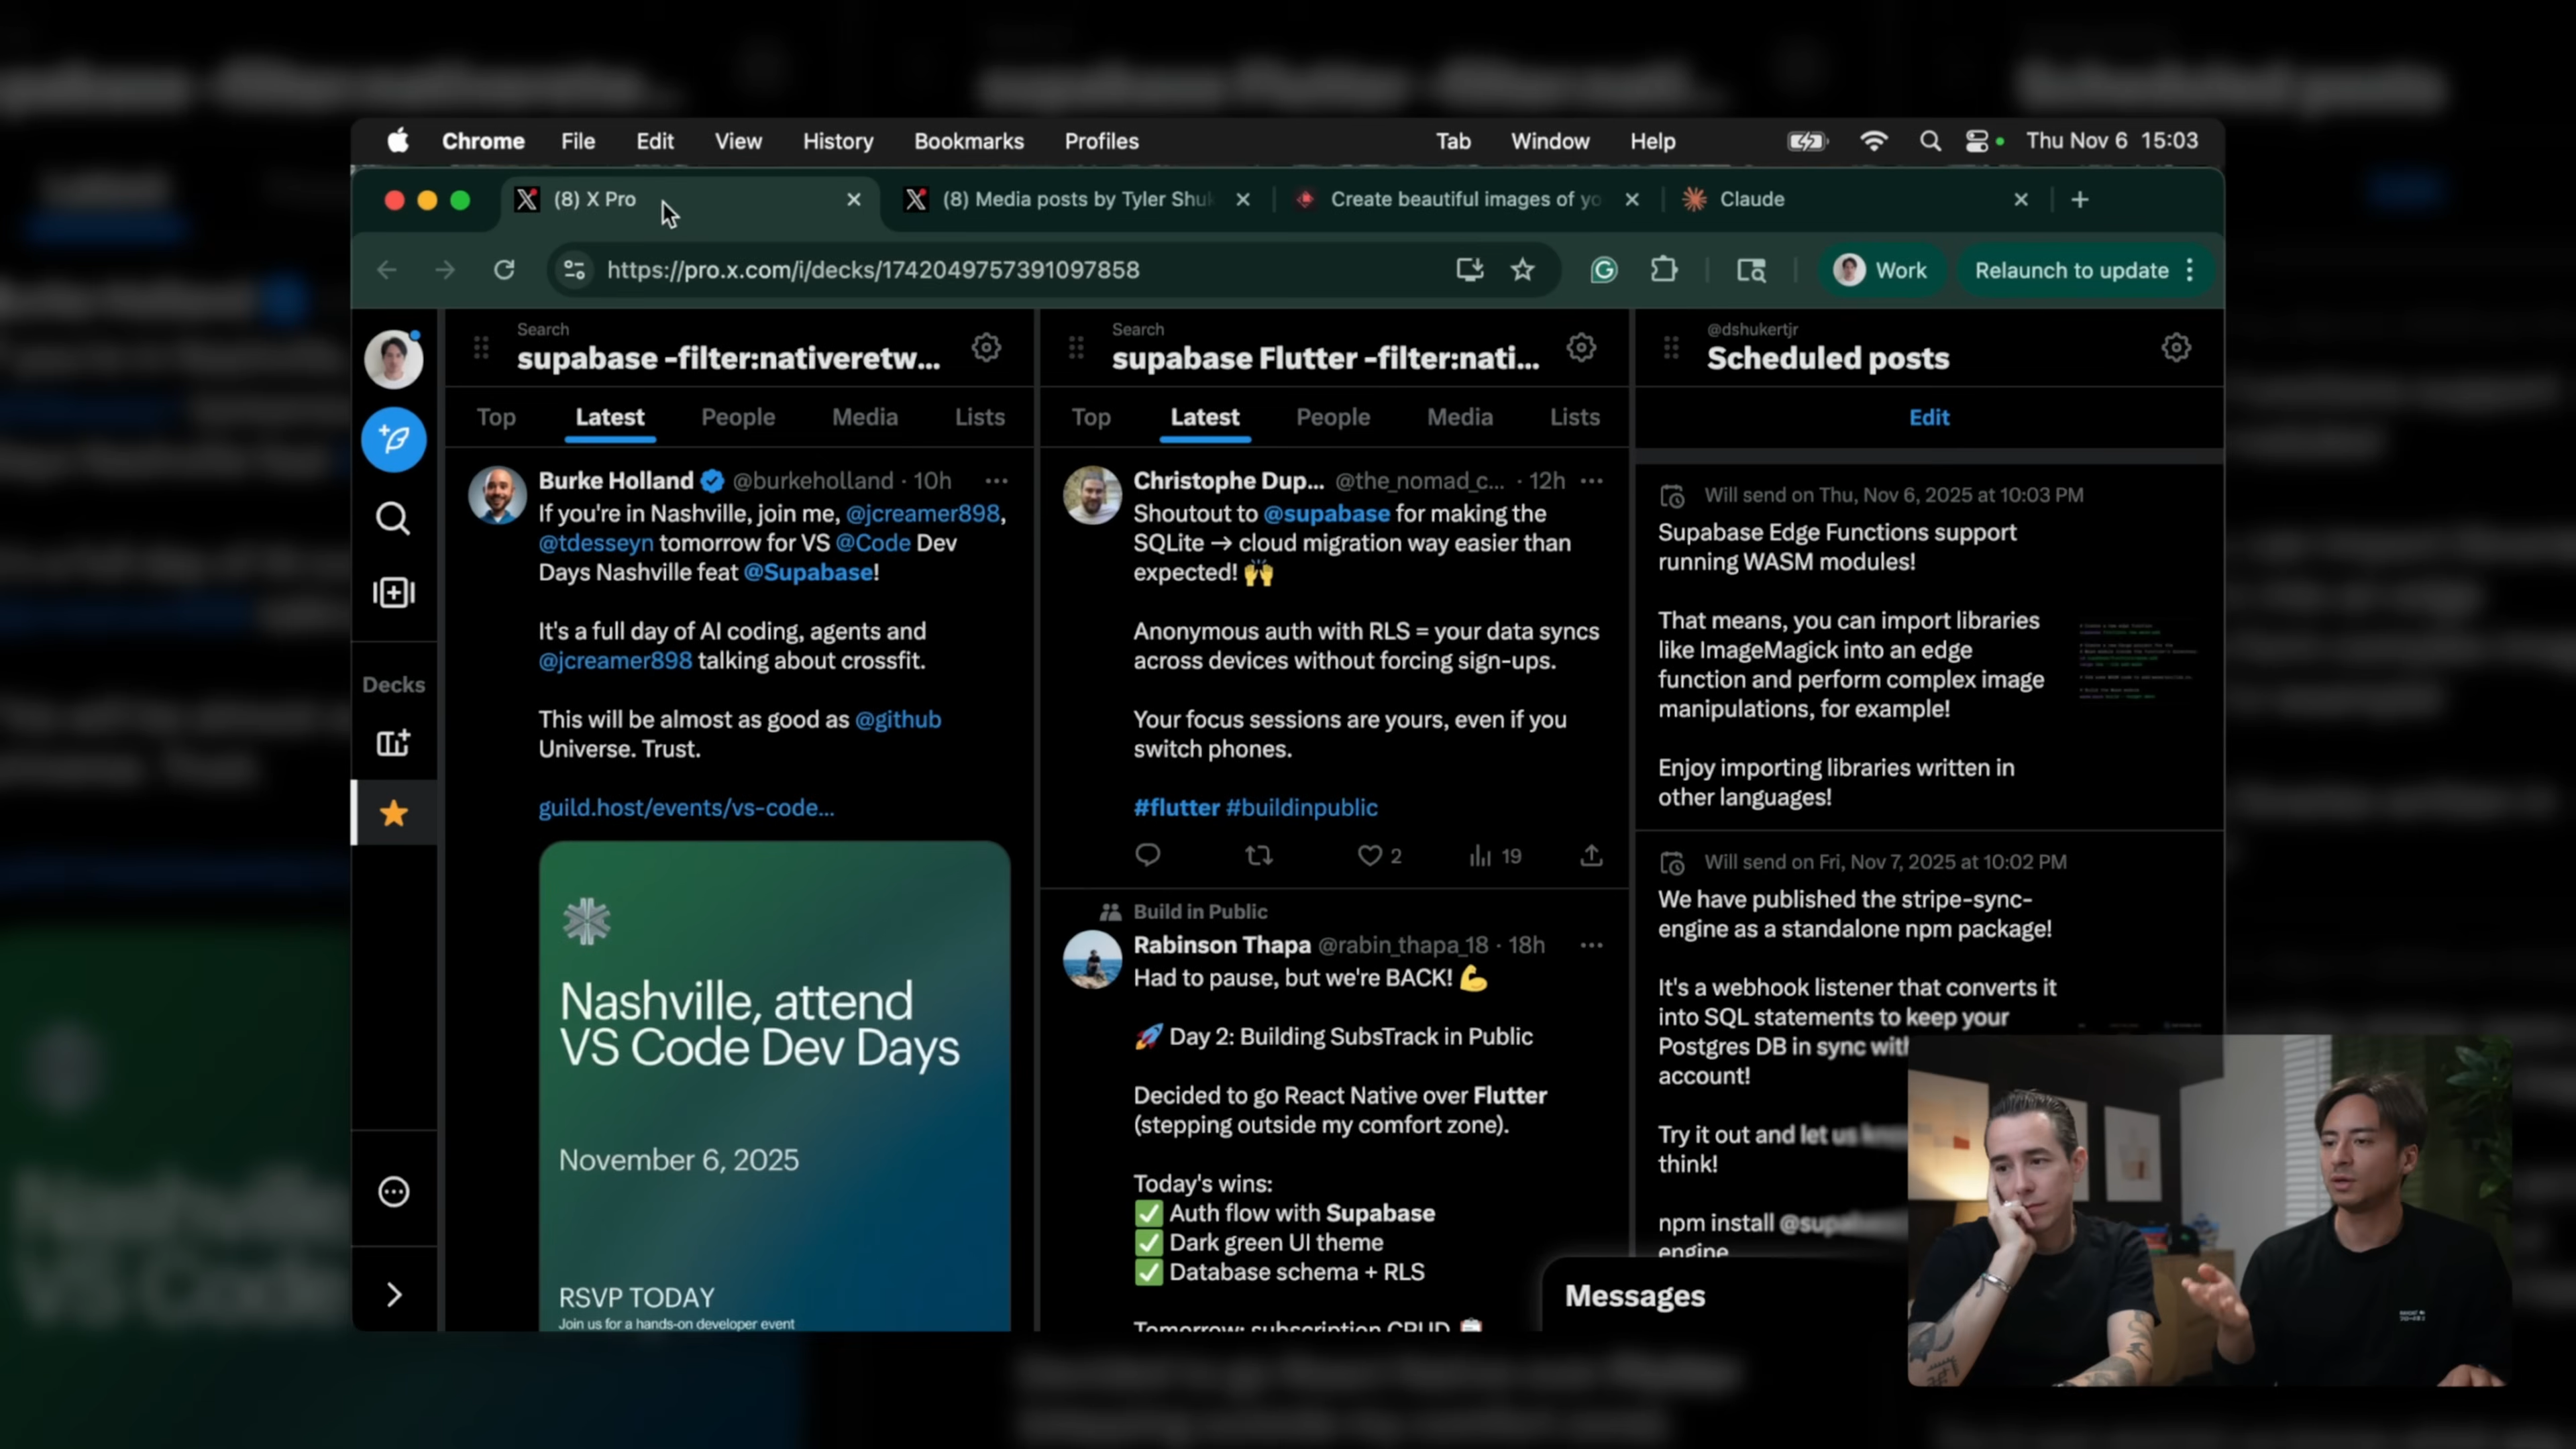 Chrome File Edit View History Bookmarks Profiles Tab Window Help Thu Nov 6 15:03
(8) X Pro
(8) Media posts by Tyler Shuk
Create beautiful images of yo
Claude
https://pro.x.com/i/decks/1742049757391097858
Work
Relaunch to update
Decks
Search
supabase -filter:nativeretw...
Top Latest People Media Lists
Burke Holland @burkeholland · 10h
If you're in Nashville, join me, @jcreamer898,
@tdesseyn tomorrow for VS @Code Dev
Days Nashville feat @Supabase!
It's a full day of AI coding, agents and
@jcreamer898 talking about crossfit.
This will be almost as good as @github
Universe. Trust.
guild.host/events/vs-code...
Nashville, attend
VS Code Dev Days
November 6, 2025
RSVP TODAY
Join us for a hands-on developer event
Search
supabase Flutter -filter:nati...
Top Latest People Media Lists
Christophe Dup... @the_nomad_c... · 12h
Shoutout to @supabase for making the
SQLite → cloud migration way easier than
expected! 🙌
Anonymous auth with RLS = your data syncs
across devices without forcing sign-ups.
Your focus sessions are yours, even if you
switch phones.
#flutter #buildinpublic
2 19
Build in Public
Rabinson Thapa @rabin_thapa_18 · 18h
Had to pause, but we're BACK! 💪
🚀 Day 2: Building SubsTrack in Public
Decided to go React Native over Flutter
(stepping outside my comfort zone).
Today's wins:
✅ Auth flow with Supabase
✅ Dark green UI theme
✅ Database schema + RLS
Tomorrow: subscription CRUD 📋
@dshukertjr
Scheduled posts
Edit
Will send on Thu, Nov 6, 2025 at 10:03 PM
Supabase Edge Functions support
running WASM modules!
That means, you can import libraries
like ImageMagick into an edge
function and perform complex image
manipulations, for example!
Enjoy importing libraries written in
other languages!
Will send on Fri, Nov 7, 2025 at 10:02 PM
We have published the stripe-sync-
engine as a standalone npm package!
It's a webhook listener that converts it
into SQL statements to keep your
Postgres DB in sync with
account!
Try it out and let us know
think!
npm install
engine
Messages